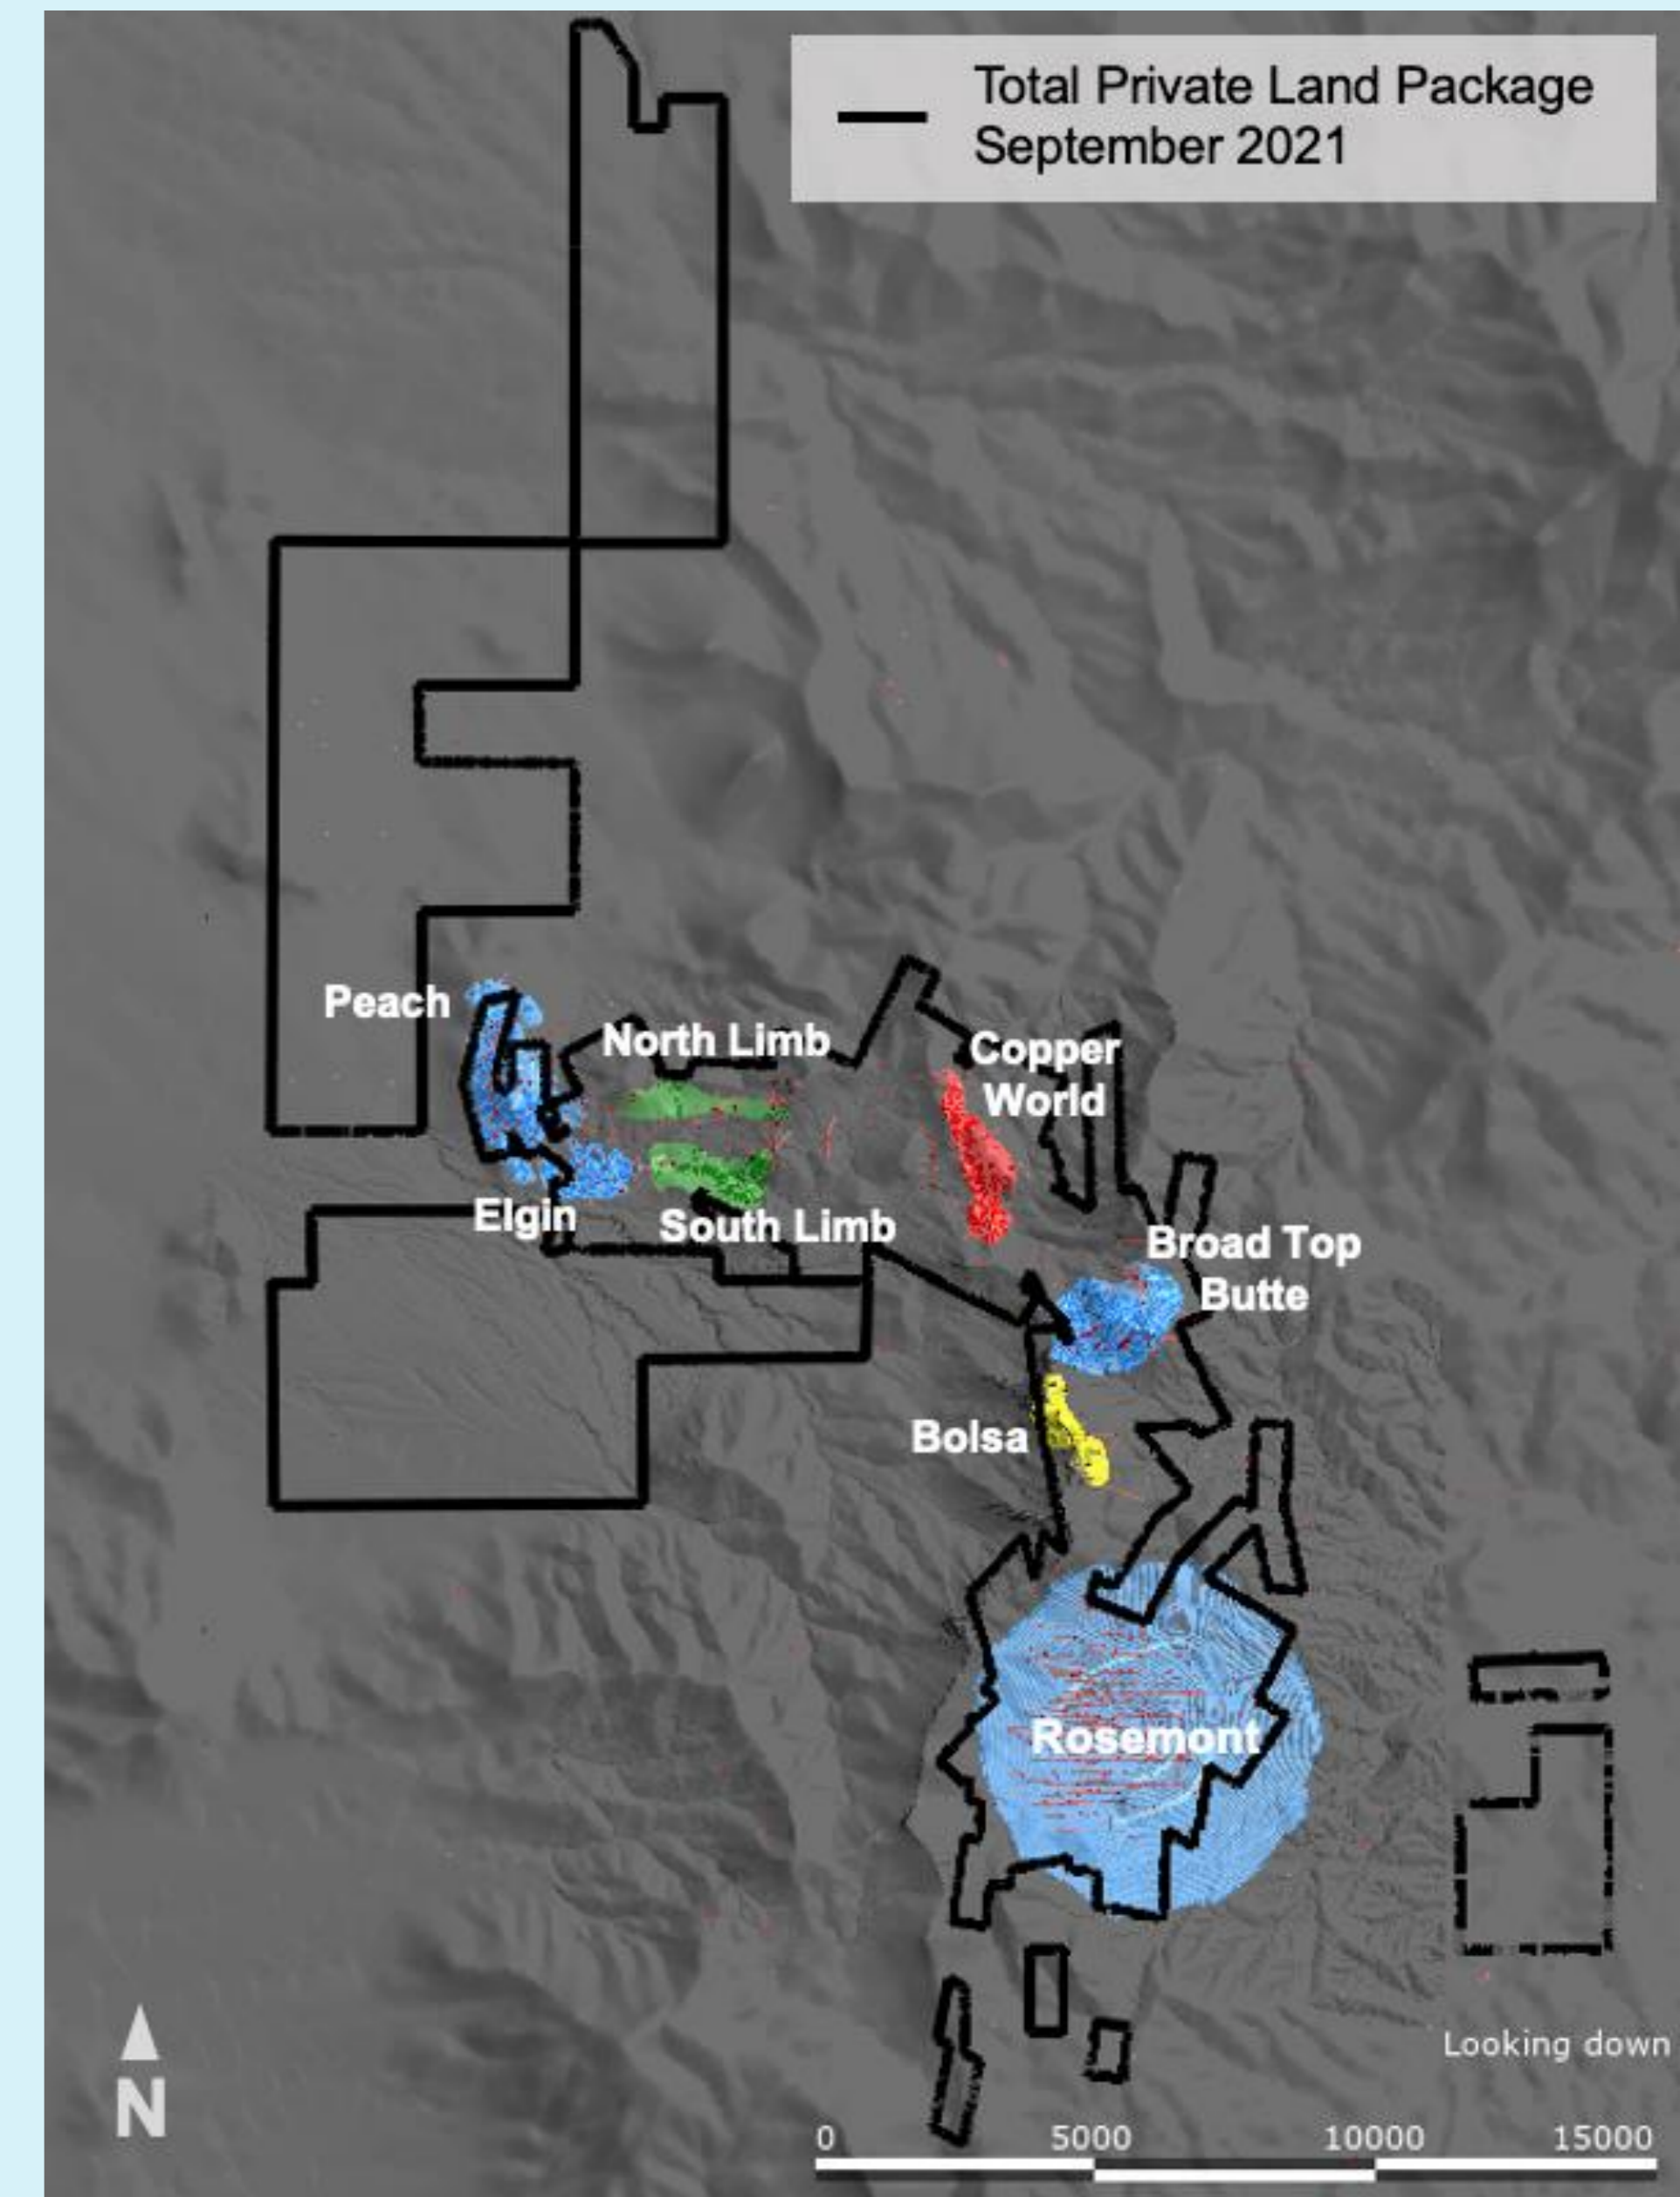 Total Private Land Package
September 2021
Peach
North Limb
Copper
World
Elgin
South Limb
Broad Top
Butte
Bolsa
Rosemont
Looking down
N
0 5000 10000 15000